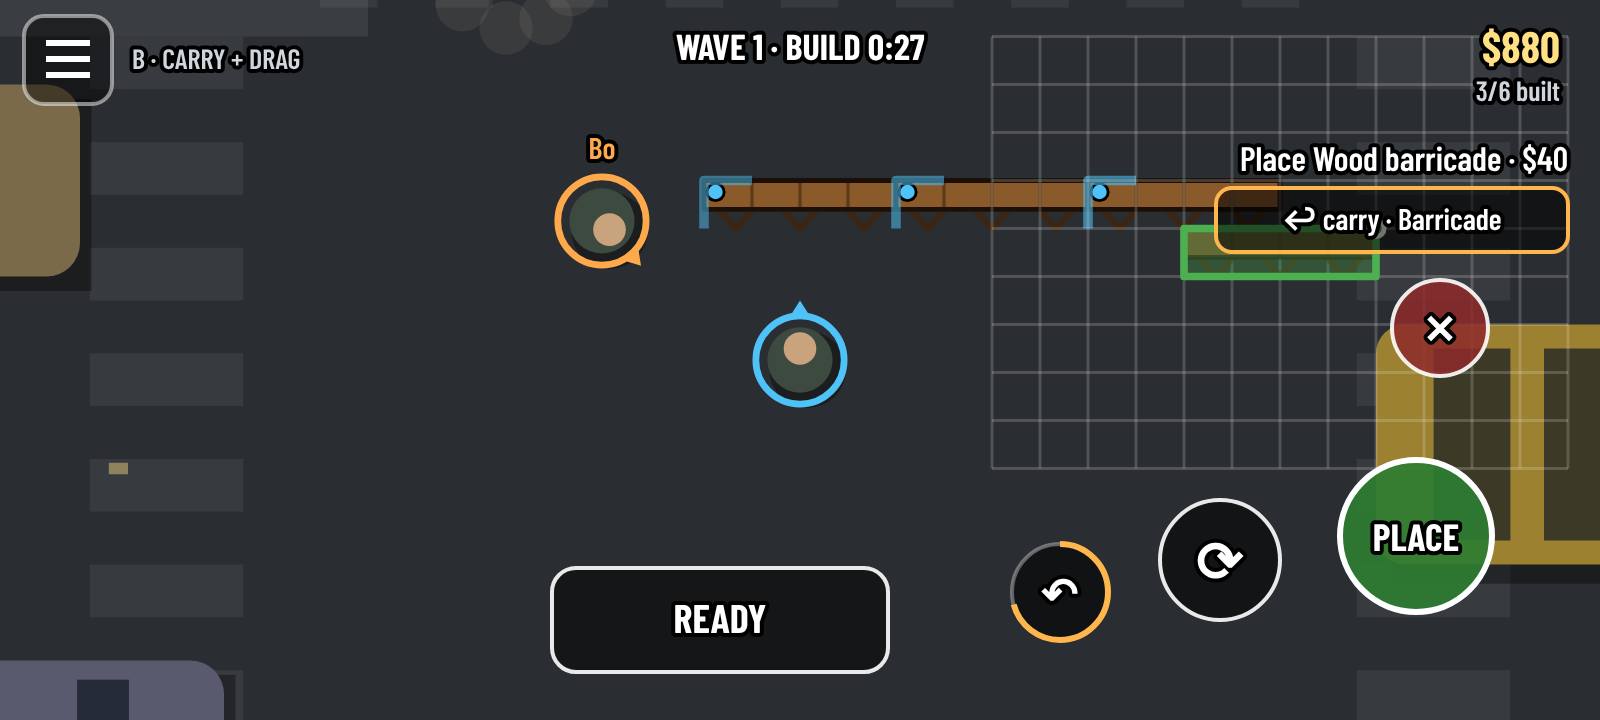 B · CARRY + DRAG
WAVE 1 · BUILD 0:27
$880
3/6 built
Bo
Place Wood barricade · $40
↩ carry · Barricade
✕
PLACE
READY